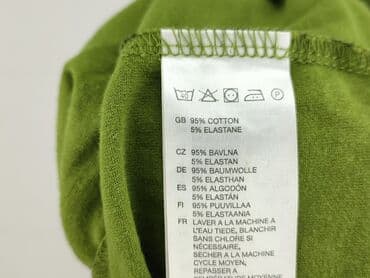 GB 95% COTTON
5% ELASTANE
CZ 95% BAVLNA
5% ELASTAN
DE 95% BAUMWOLLE
5% ELASTHAN
ES 95% ALGODÓN
5% ELASTÁN
FI 95% PUUVILLAA
5% ELASTAANIA
FR LAVER A LA MACHINE A
L'EAU TIEDE, BLANCHIR
SANS CHLORE SI
NÉCESSAIRE,
SECHER A LA MACHINE
CYCLE MOYEN,
REPASSER A
TEMPÉRATURE MOYENNE